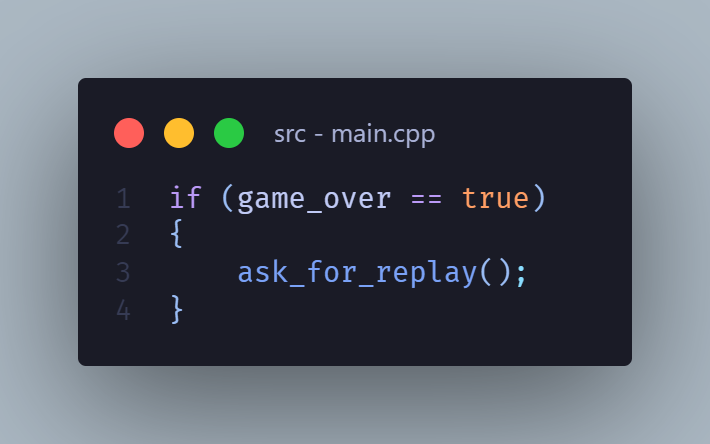 src - main.cpp
1 if (game_over == true)
2 {
3     ask_for_replay();
4 }